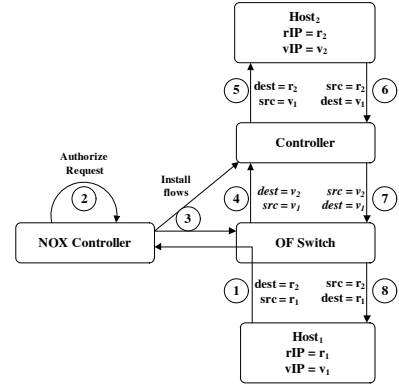 Host₂
rIP = r₂
vIP = v₂
5
dest = r₂
src = v₁
src = r₂
dest = v₁
6
Controller
Authorize
Request
2
Install
flows
3
4
dest = v₂
src = v₁
src = v₂
dest = v₁
7
NOX Controller
OF Switch
1
dest = r₂
src = r₁
src = r₂
dest = r₁
8
Host₁
rIP = r₁
vIP = v₁